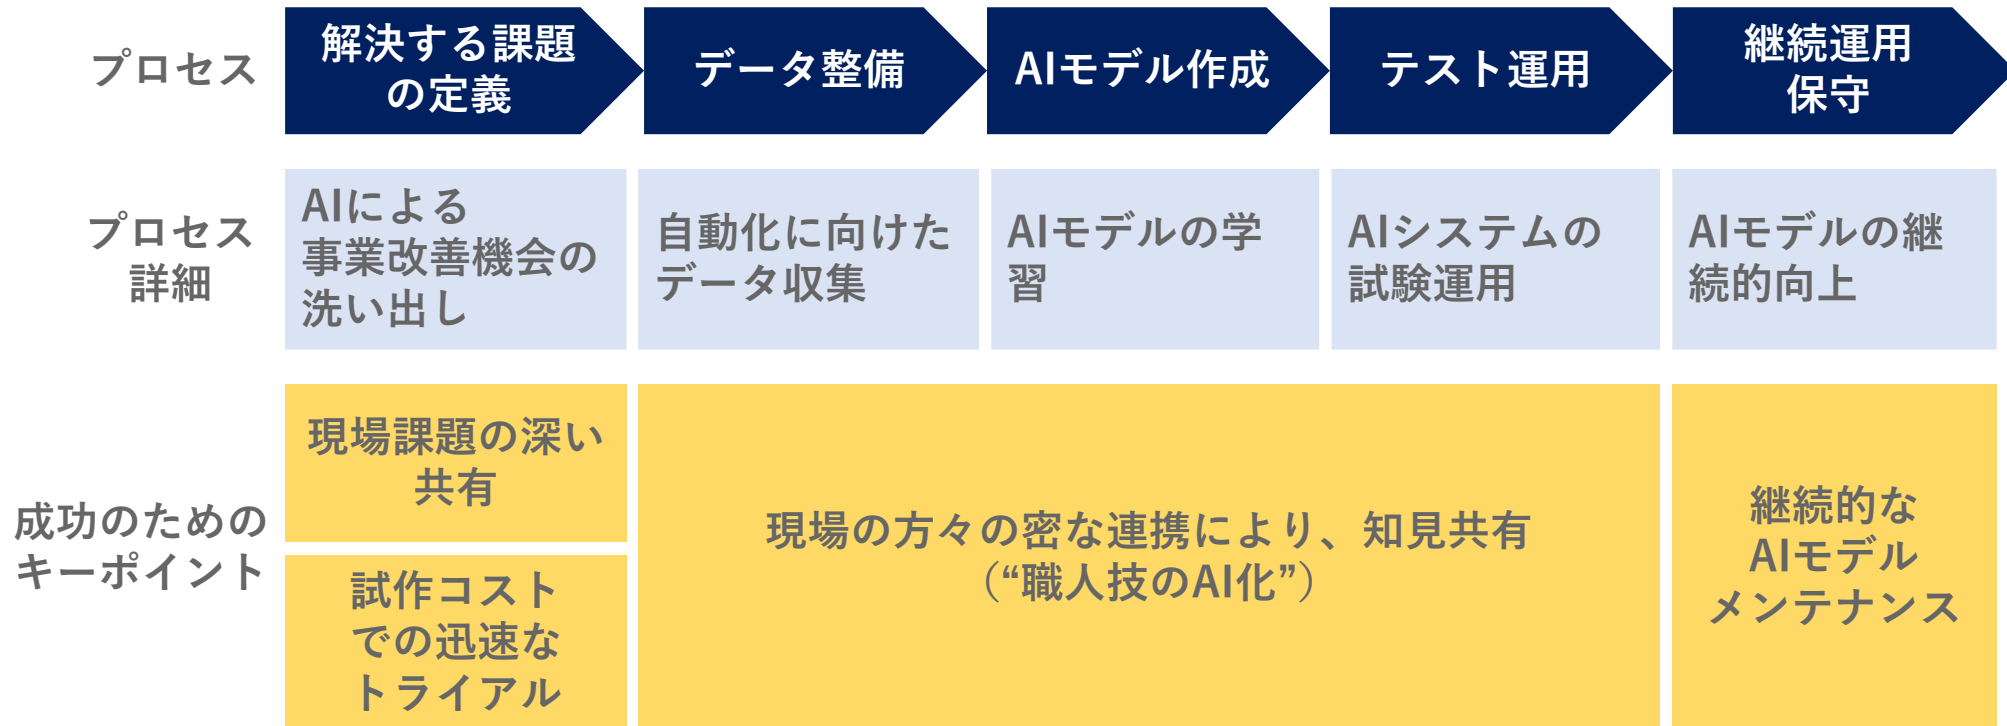 プロセス
解決する課題
の定義
データ整備
AIモデル作成
テスト運用
継続運用
保守
プロセス
詳細
AIによる
事業改善機会の
洗い出し
自動化に向けた
データ収集
AIモデルの学
習
AIシステムの
試験運用
AIモデルの継
続的向上
成功のための
キーポイント
現場課題の深い
共有
試作コスト
での迅速な
トライアル
現場の方々の密な連携により、知見共有
（“職人技のAI化”）
継続的な
AIモデル
メンテナンス